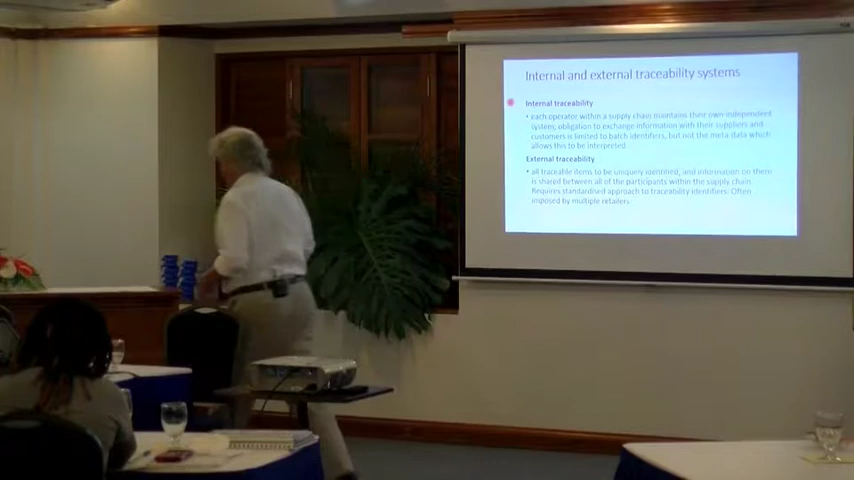 Internal and external traceability systems
Internal traceability
• each operator within a supply chain maintains their own independent
system; obligation to exchange information with their suppliers and
customers is limited to batch identifiers, but not the meta data which
allows this to be interpreted
External traceability
• all traceable items to be uniquely identified, and information on them
is shared between all of the participants within the supply chain.
Requires standardised approach to traceability identifiers. Often
imposed by multiple retailers.